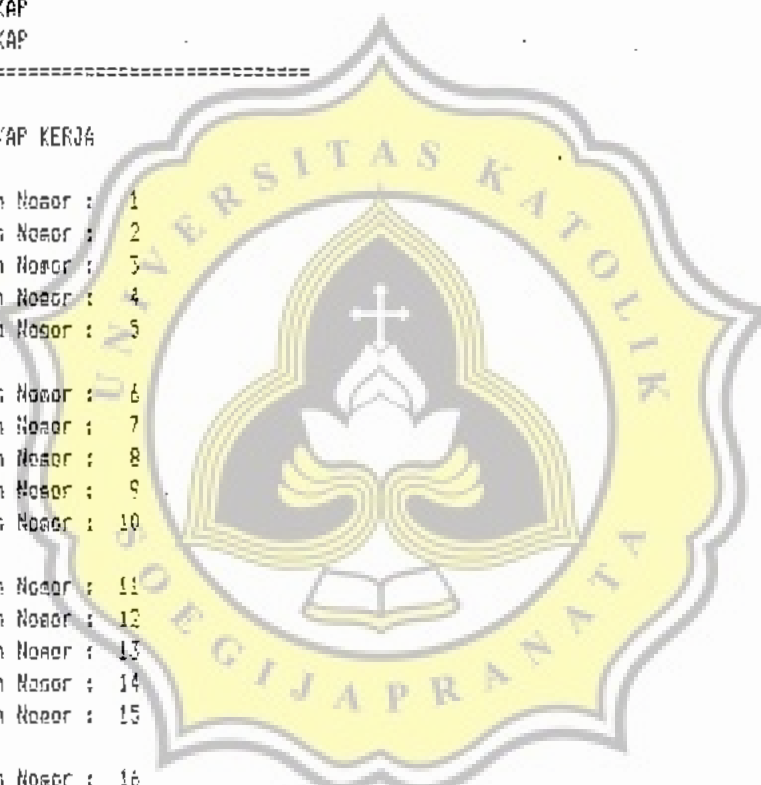 KAP
KAP
==============================
KAP KERJA
Nomor : 1
Nomor : 2
Nomor : 3
Nomor : 4
Nomor : 5
Nomor : 6
Nomor : 7
Nomor : 8
Nomor : 9
Nomor : 10
Nomor : 11
Nomor : 12
Nomor : 13
Nomor : 14
Nomor : 15
Nomor : 16
UNIVERSITAS KATOLIK
SOEGIJAPRANATA